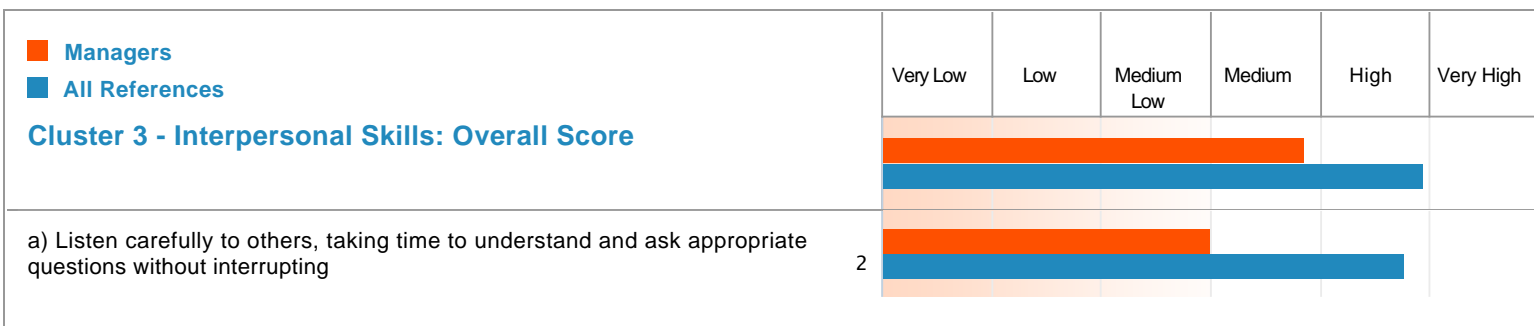 Managers
All References
Very Low
Low
Medium
Low
Medium
High
Very High
Cluster 3 - Interpersonal Skills: Overall Score
a) Listen carefully to others, taking time to understand and ask appropriate
questions without interrupting
2